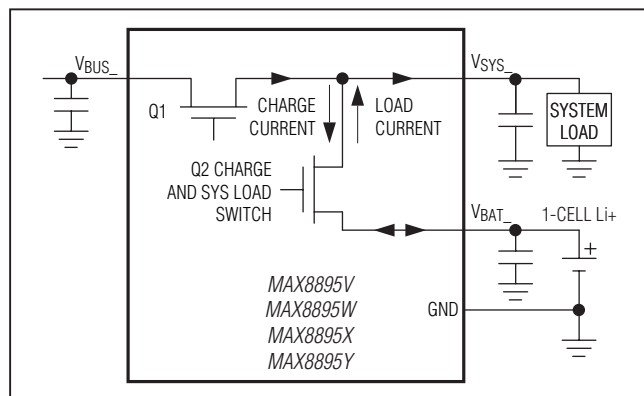 VBUS_
VSYS_
Q1
CHARGE
CURRENT
LOAD
CURRENT
SYSTEM
LOAD
Q2 CHARGE
AND SYS LOAD
SWITCH
VBAT_
1-CELL Li+
+
MAX8895V
MAX8895W
MAX8895X
MAX8895Y
GND